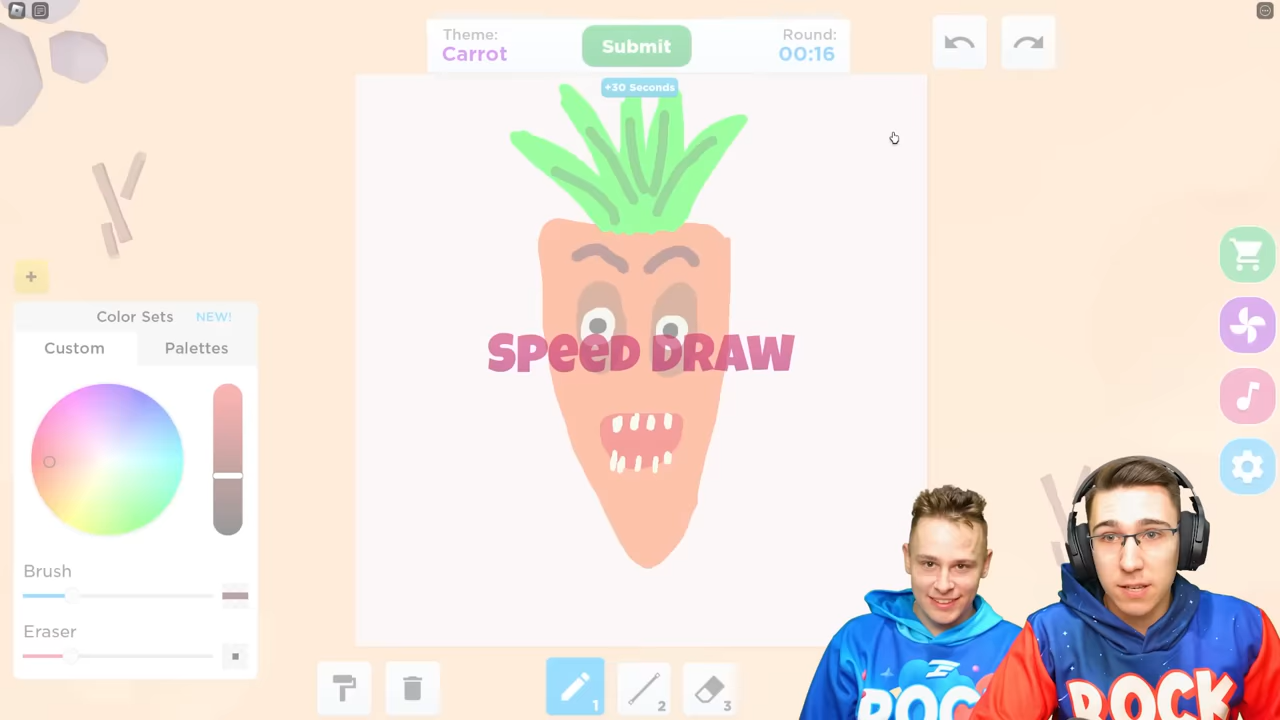 Theme:
Carrot
Submit
Round:
00:16
+30 Seconds
Color Sets NEW!
Custom
Palettes
SPEED DRAW
Brush
Eraser
1
2
3
ROCK
ROCK